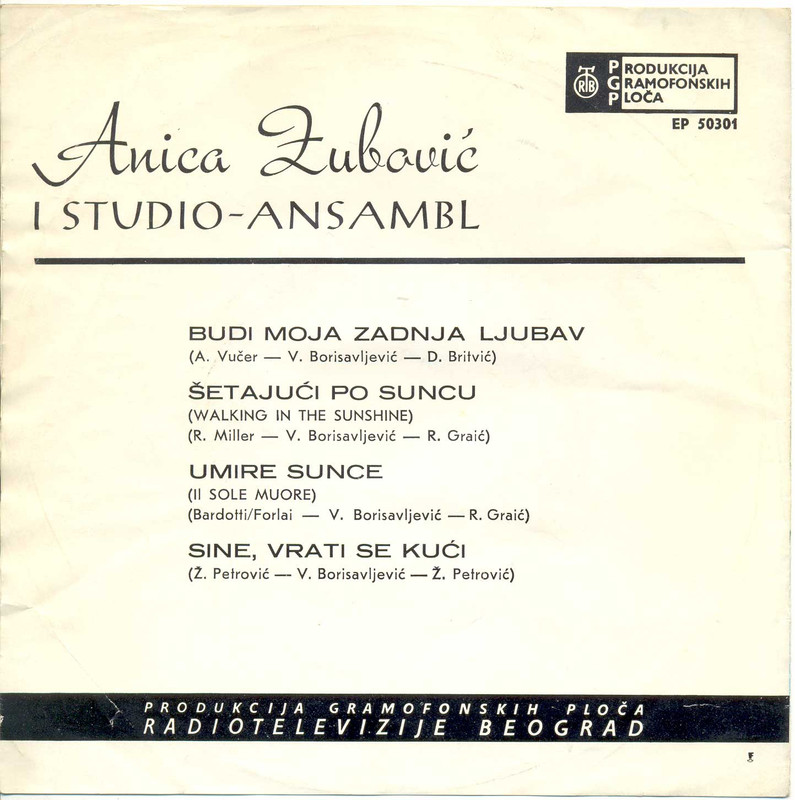 PRODUKCIJA
GRAMOFONSKIH
PLOČA
RTB
EP 50301
Anica Zubović
I STUDIO-ANSAMBL
BUDI MOJA ZADNJA LJUBAV
(A. Vučer — V. Borisavljević — D. Britvić)
ŠETAJUĆI PO SUNCU
(WALKING IN THE SUNSHINE)
(R. Miller — V. Borisavljević — R. Graić)
UMIRE SUNCE
(Il SOLE MUORE)
(Bardotti/Forlai — V. Borisavljević — R. Graić)
SINE, VRATI SE KUĆI
(Ž. Petrović — V. Borisavljević — Ž. Petrović)
PRODUKCIJA GRAMOFONSKIH PLOČA
RADIOTELEVIZIJE BEOGRAD